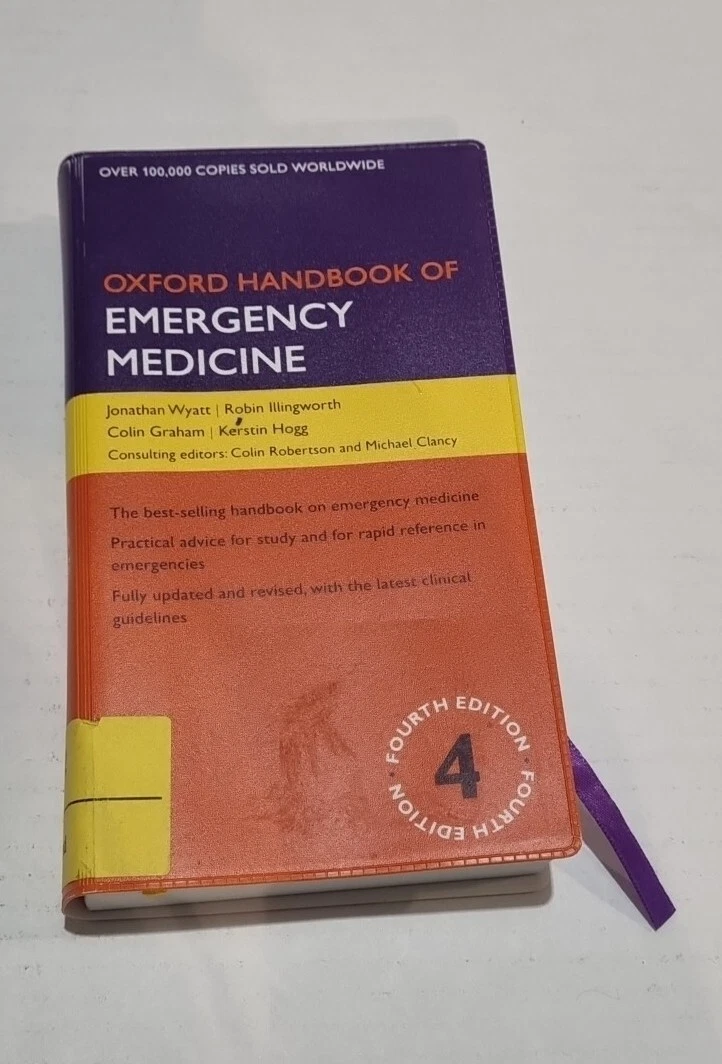 OVER 100,000 COPIES SOLD WORLDWIDE
OXFORD HANDBOOK OF
EMERGENCY
MEDICINE
Jonathan Wyatt | Robin Illingworth
Colin Graham | Kerstin Hogg
Consulting editors: Colin Robertson and Michael Clancy
The best-selling handbook on emergency medicine
Practical advice for study and for rapid reference in
emergencies
Fully updated and revised, with the latest clinical
guidelines
FOURTH EDITION · FOURTH EDITION ·
4